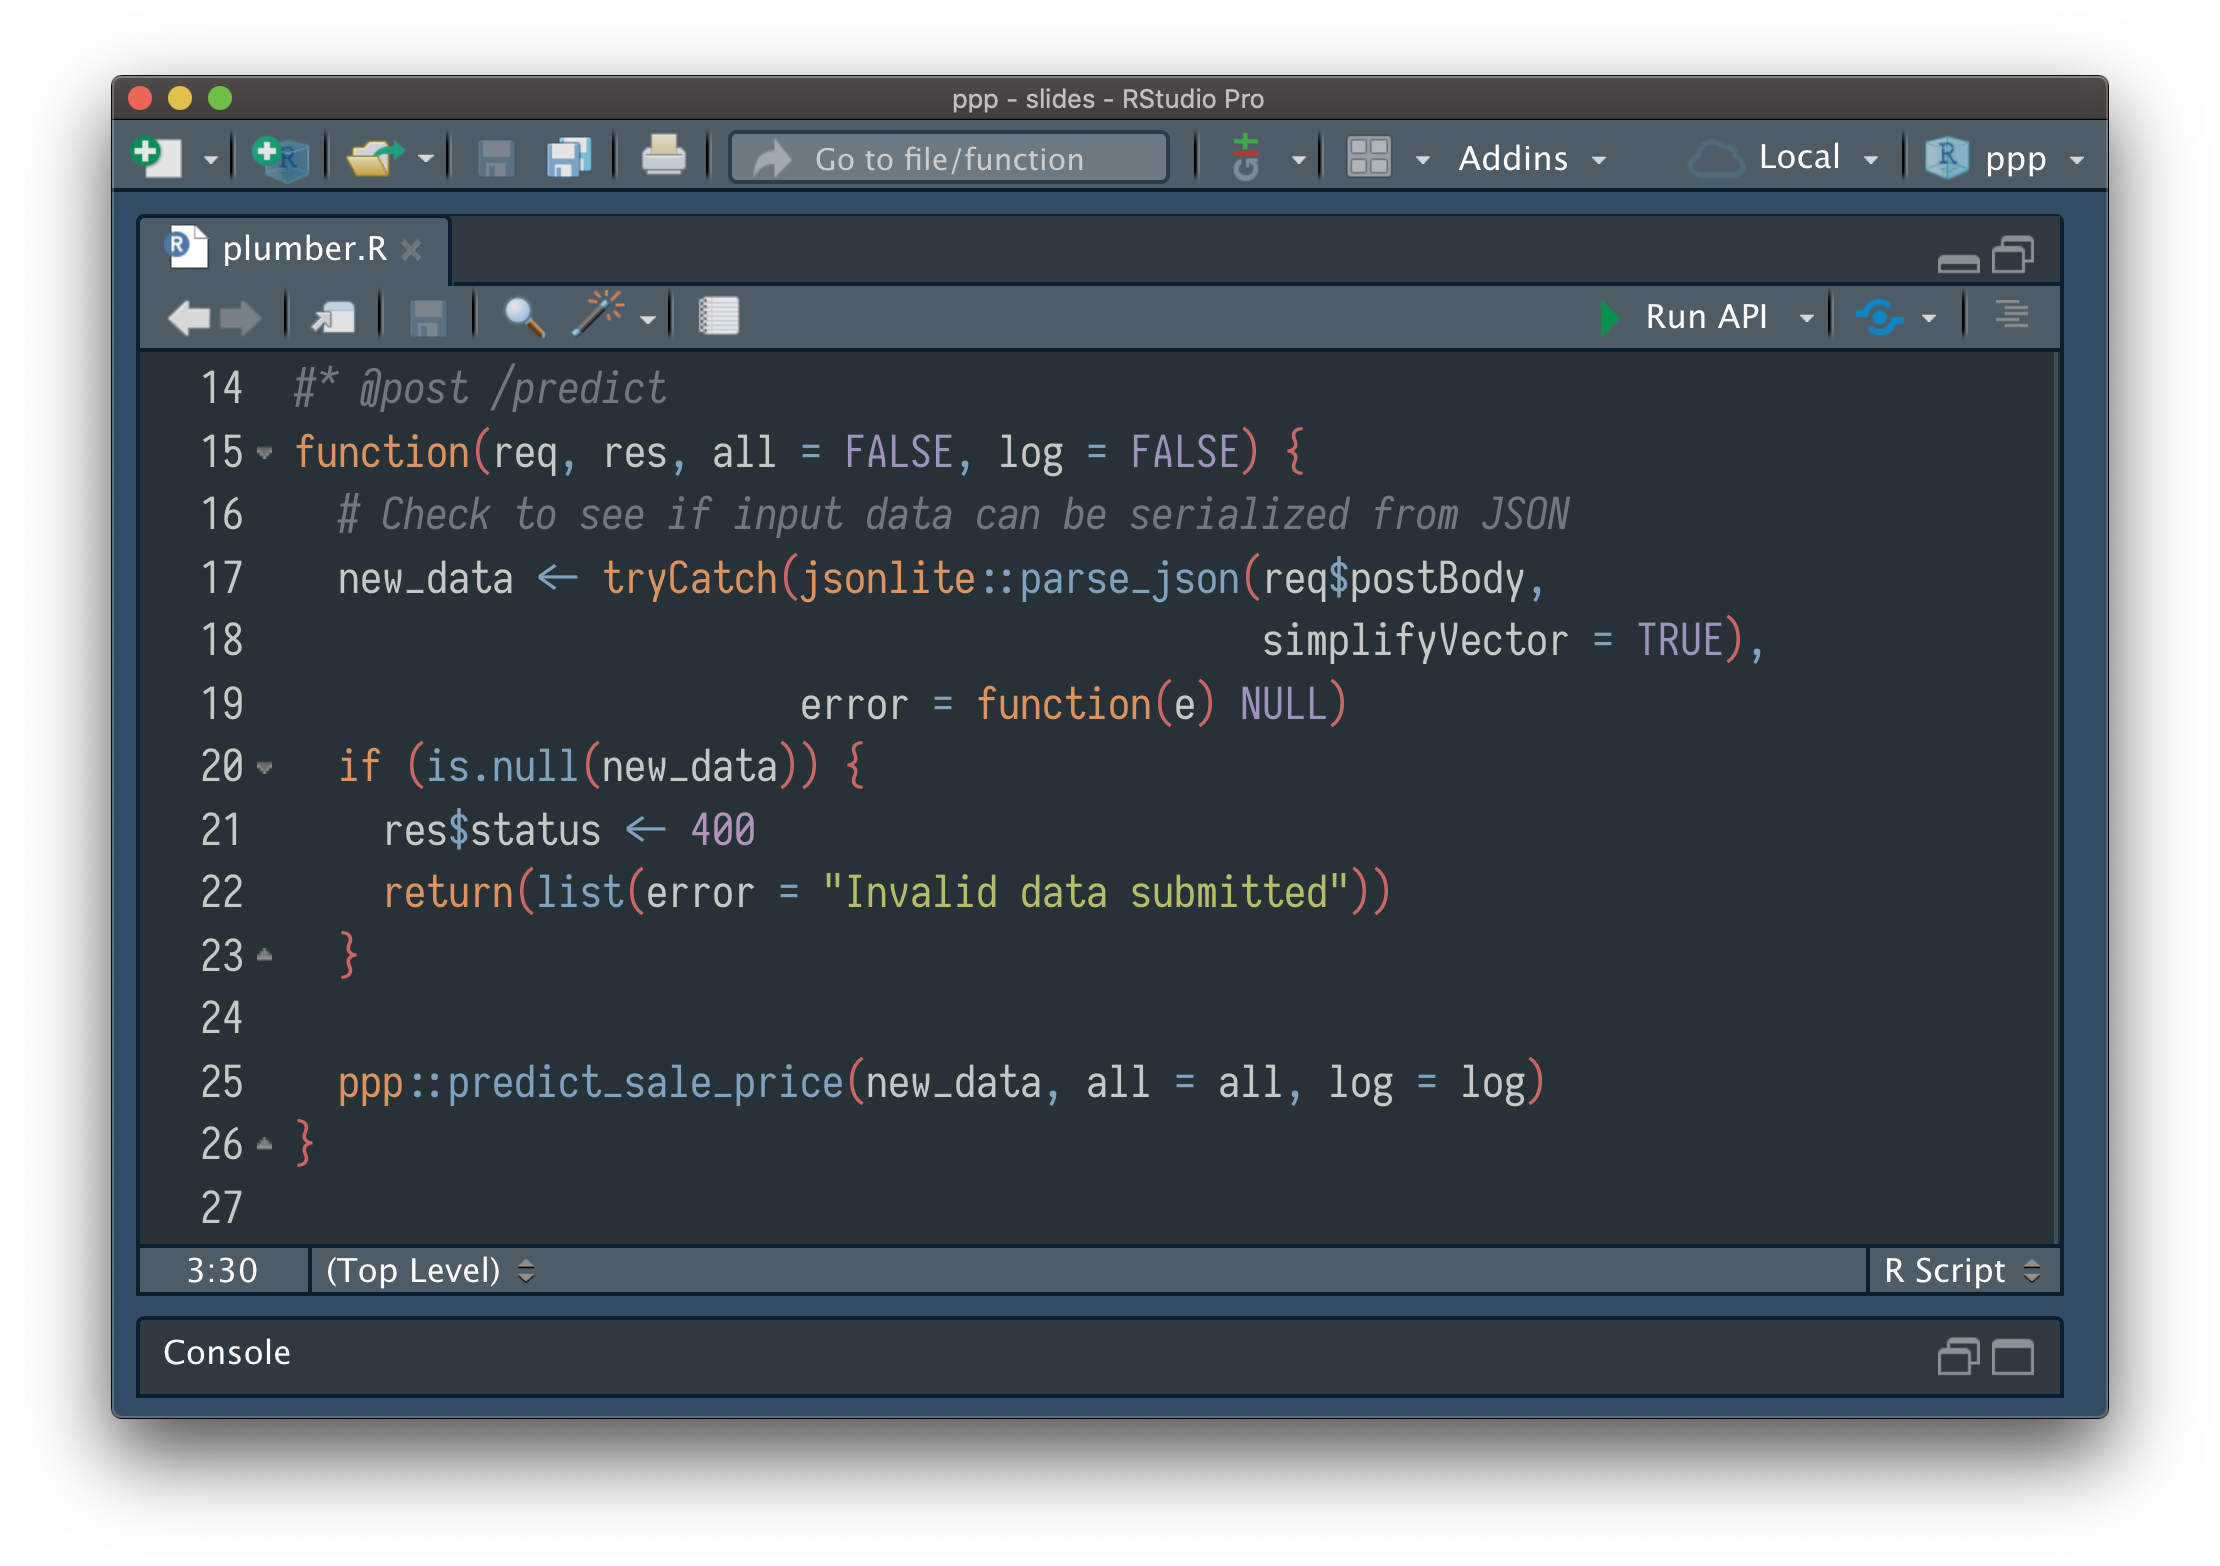 ppp - slides - RStudio Pro
Go to file/function Addins Local ppp
plumber.R
Run API
14 #* @post /predict
15 function(req, res, all = FALSE, log = FALSE) {
16 # Check to see if input data can be serialized from JSON
17 new_data <- tryCatch(jsonlite::parse_json(req$postBody,
18 simplifyVector = TRUE),
19 error = function(e) NULL)
20 if (is.null(new_data)) {
21 res$status <- 400
22 return(list(error = "Invalid data submitted"))
23 }
24
25 ppp::predict_sale_price(new_data, all = all, log = log)
26 }
27
3:30 (Top Level) R Script
Console